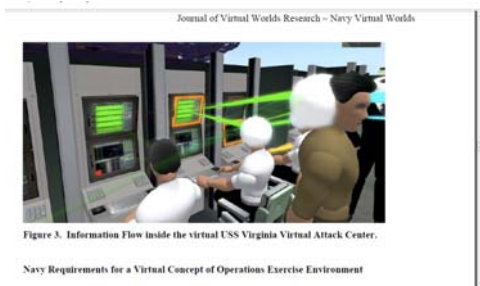 Journal of Virtual Worlds Research – Navy Virtual Worlds
Figure 3. Information Flow inside the virtual USS Virginia Virtual Attack Center.
Navy Requirements for a Virtual Concept of Operations Exercise Environment